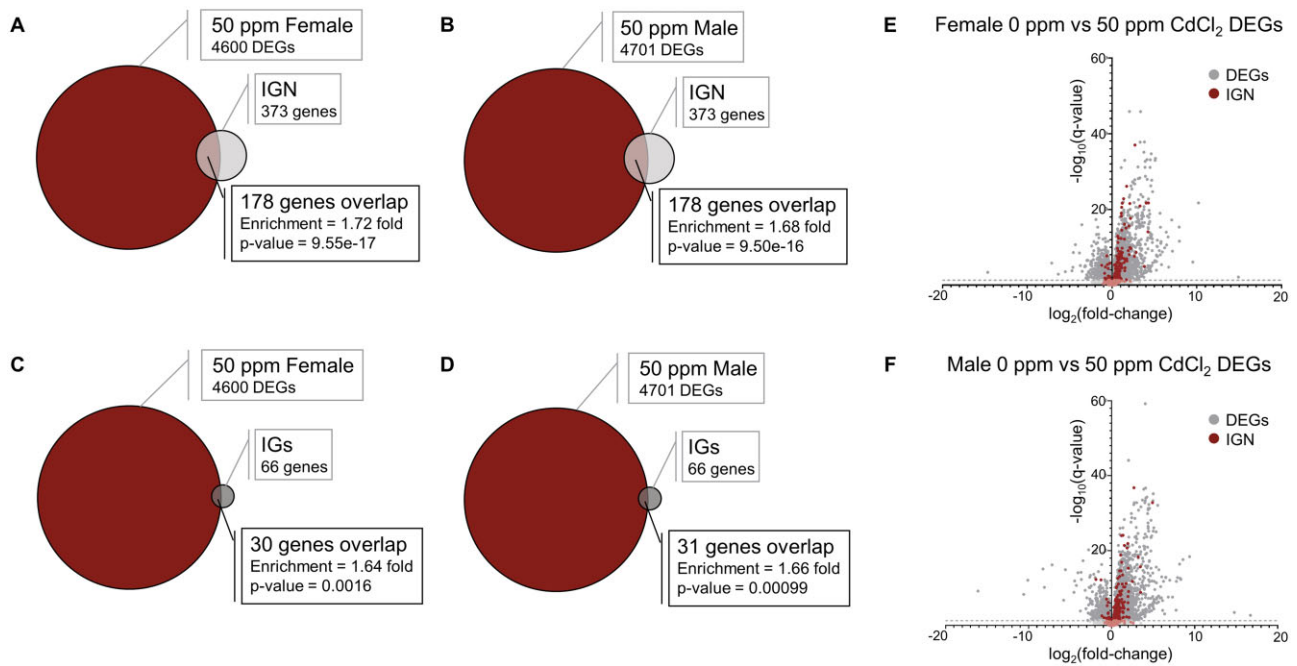 A
50 ppm Female
4600 DEGs
IGN
373 genes
178 genes overlap
Enrichment = 1.72 fold
p-value = 9.55e-17
B
50 ppm Male
4701 DEGs
IGN
373 genes
178 genes overlap
Enrichment = 1.68 fold
p-value = 9.50e-16
C
50 ppm Female
4600 DEGs
IGs
66 genes
30 genes overlap
Enrichment = 1.64 fold
p-value = 0.0016
D
50 ppm Male
4701 DEGs
IGs
66 genes
31 genes overlap
Enrichment = 1.66 fold
p-value = 0.00099
E
Female 0 ppm vs 50 ppm CdCl₂ DEGs
60
40
20
-log₁₀(q-value)
DEGs
IGN
-20 -10 0 10 20
log₂(fold-change)
F
Male 0 ppm vs 50 ppm CdCl₂ DEGs
60
40
20
-log₁₀(q-value)
DEGs
IGN
-20 -10 0 10 20
log₂(fold-change)